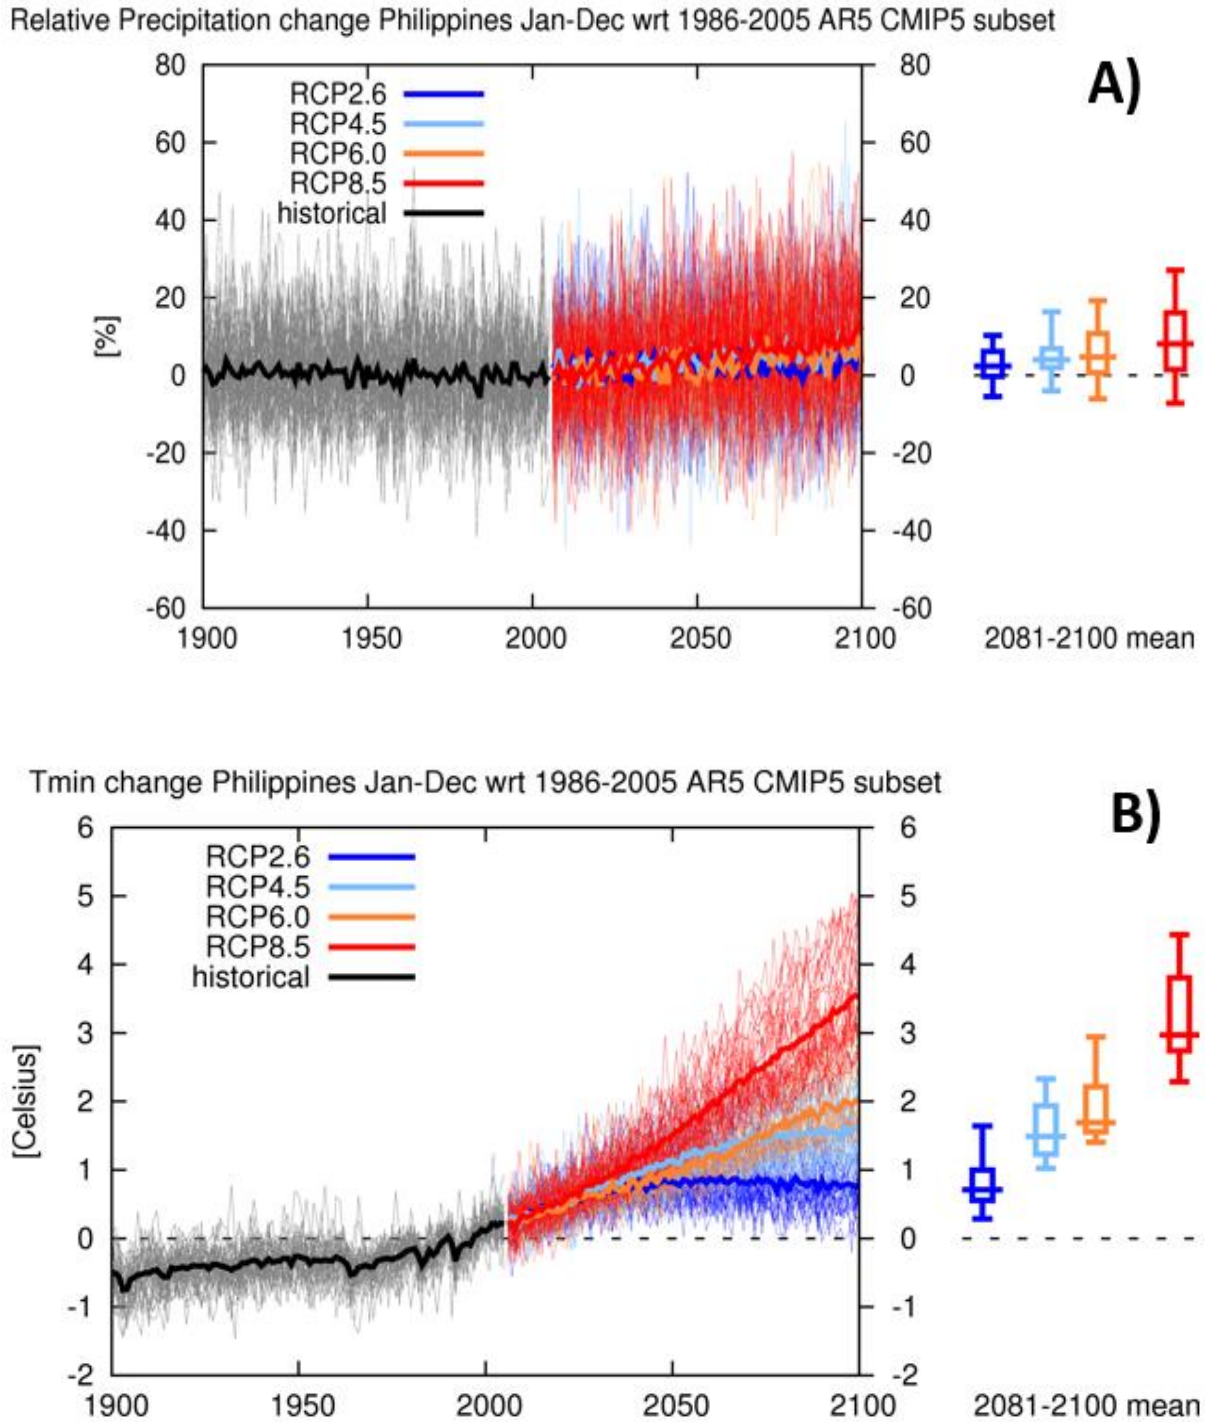 Relative Precipitation change Philippines Jan-Dec wrt 1986-2005 AR5 CMIP5 subset
A)
80 80
RCP2.6
RCP4.5
60 60
RCP6.0
RCP8.5
40 historical 40
20 20
[%]
0 0
-20 -20
-40 -40
-60 -60
1900 1950 2000 2050 2100 2081-2100 mean
Tmin change Philippines Jan-Dec wrt 1986-2005 AR5 CMIP5 subset
B)
6 6
RCP2.6
5 RCP4.5 5
RCP6.0
RCP8.5
4 historical 4
3 3
2 2
[Celsius]
1 1
0 0
-1 -1
-2 -2
1900 1950 2000 2050 2100 2081-2100 mean